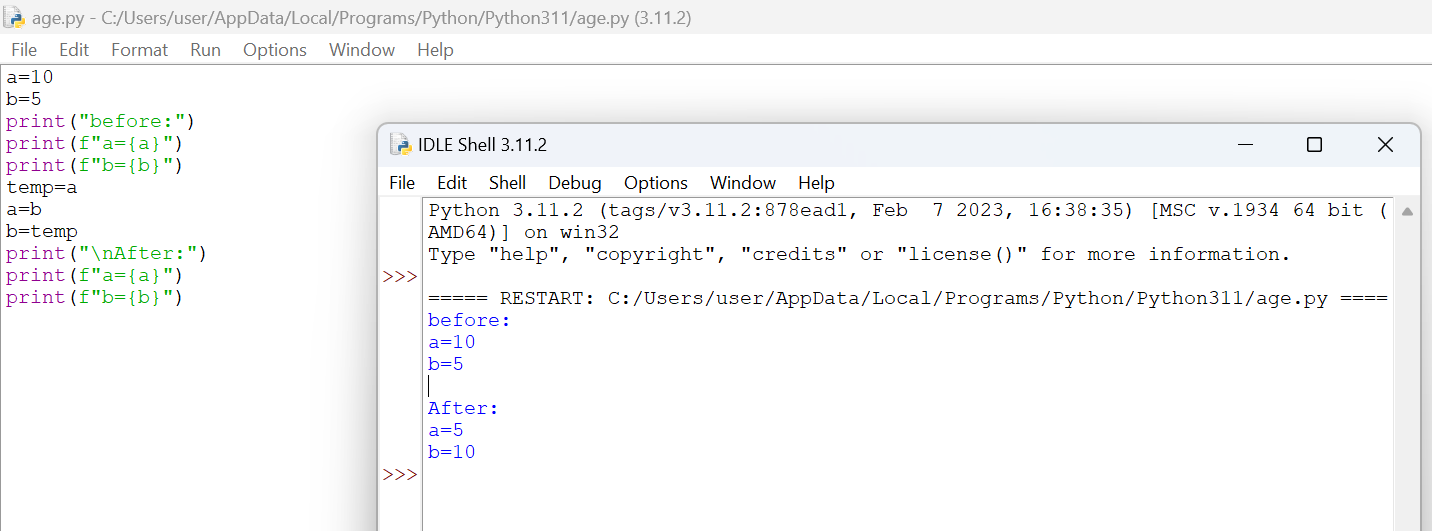 age.py - C:/Users/user/AppData/Local/Programs/Python/Python311/age.py (3.11.2)
File Edit Format Run Options Window Help
a=10
b=5
print("before:")
print(f"a={a}")
print(f"b={b}")
temp=a
a=b
b=temp
print("\nAfter:")
print(f"a={a}")
print(f"b={b}")
IDLE Shell 3.11.2
File Edit Shell Debug Options Window Help
Python 3.11.2 (tags/v3.11.2:878ead1, Feb  7 2023, 16:38:35) [MSC v.1934 64 bit (
AMD64)] on win32
Type "help", "copyright", "credits" or "license()" for more information.
>>>
===== RESTART: C:/Users/user/AppData/Local/Programs/Python/Python311/age.py ====
before:
a=10
b=5
After:
a=5
b=10
>>>